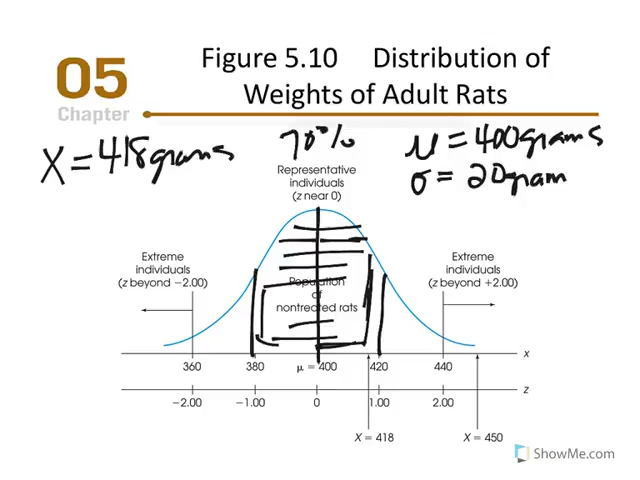 05
Chapter
Figure 5.10 Distribution of
Weights of Adult Rats
X = 418 grams
70%
μ = 400 grams
σ = 20 gram
Representative
individuals
(z near 0)
Extreme
individuals
(z beyond −2.00)
Extreme
individuals
(z beyond +2.00)
Population
of
nontreated rats
x
360 380 μ = 400 420 440
z
−2.00 −1.00 0 1.00 2.00
X = 418 X = 450
ShowMe.com